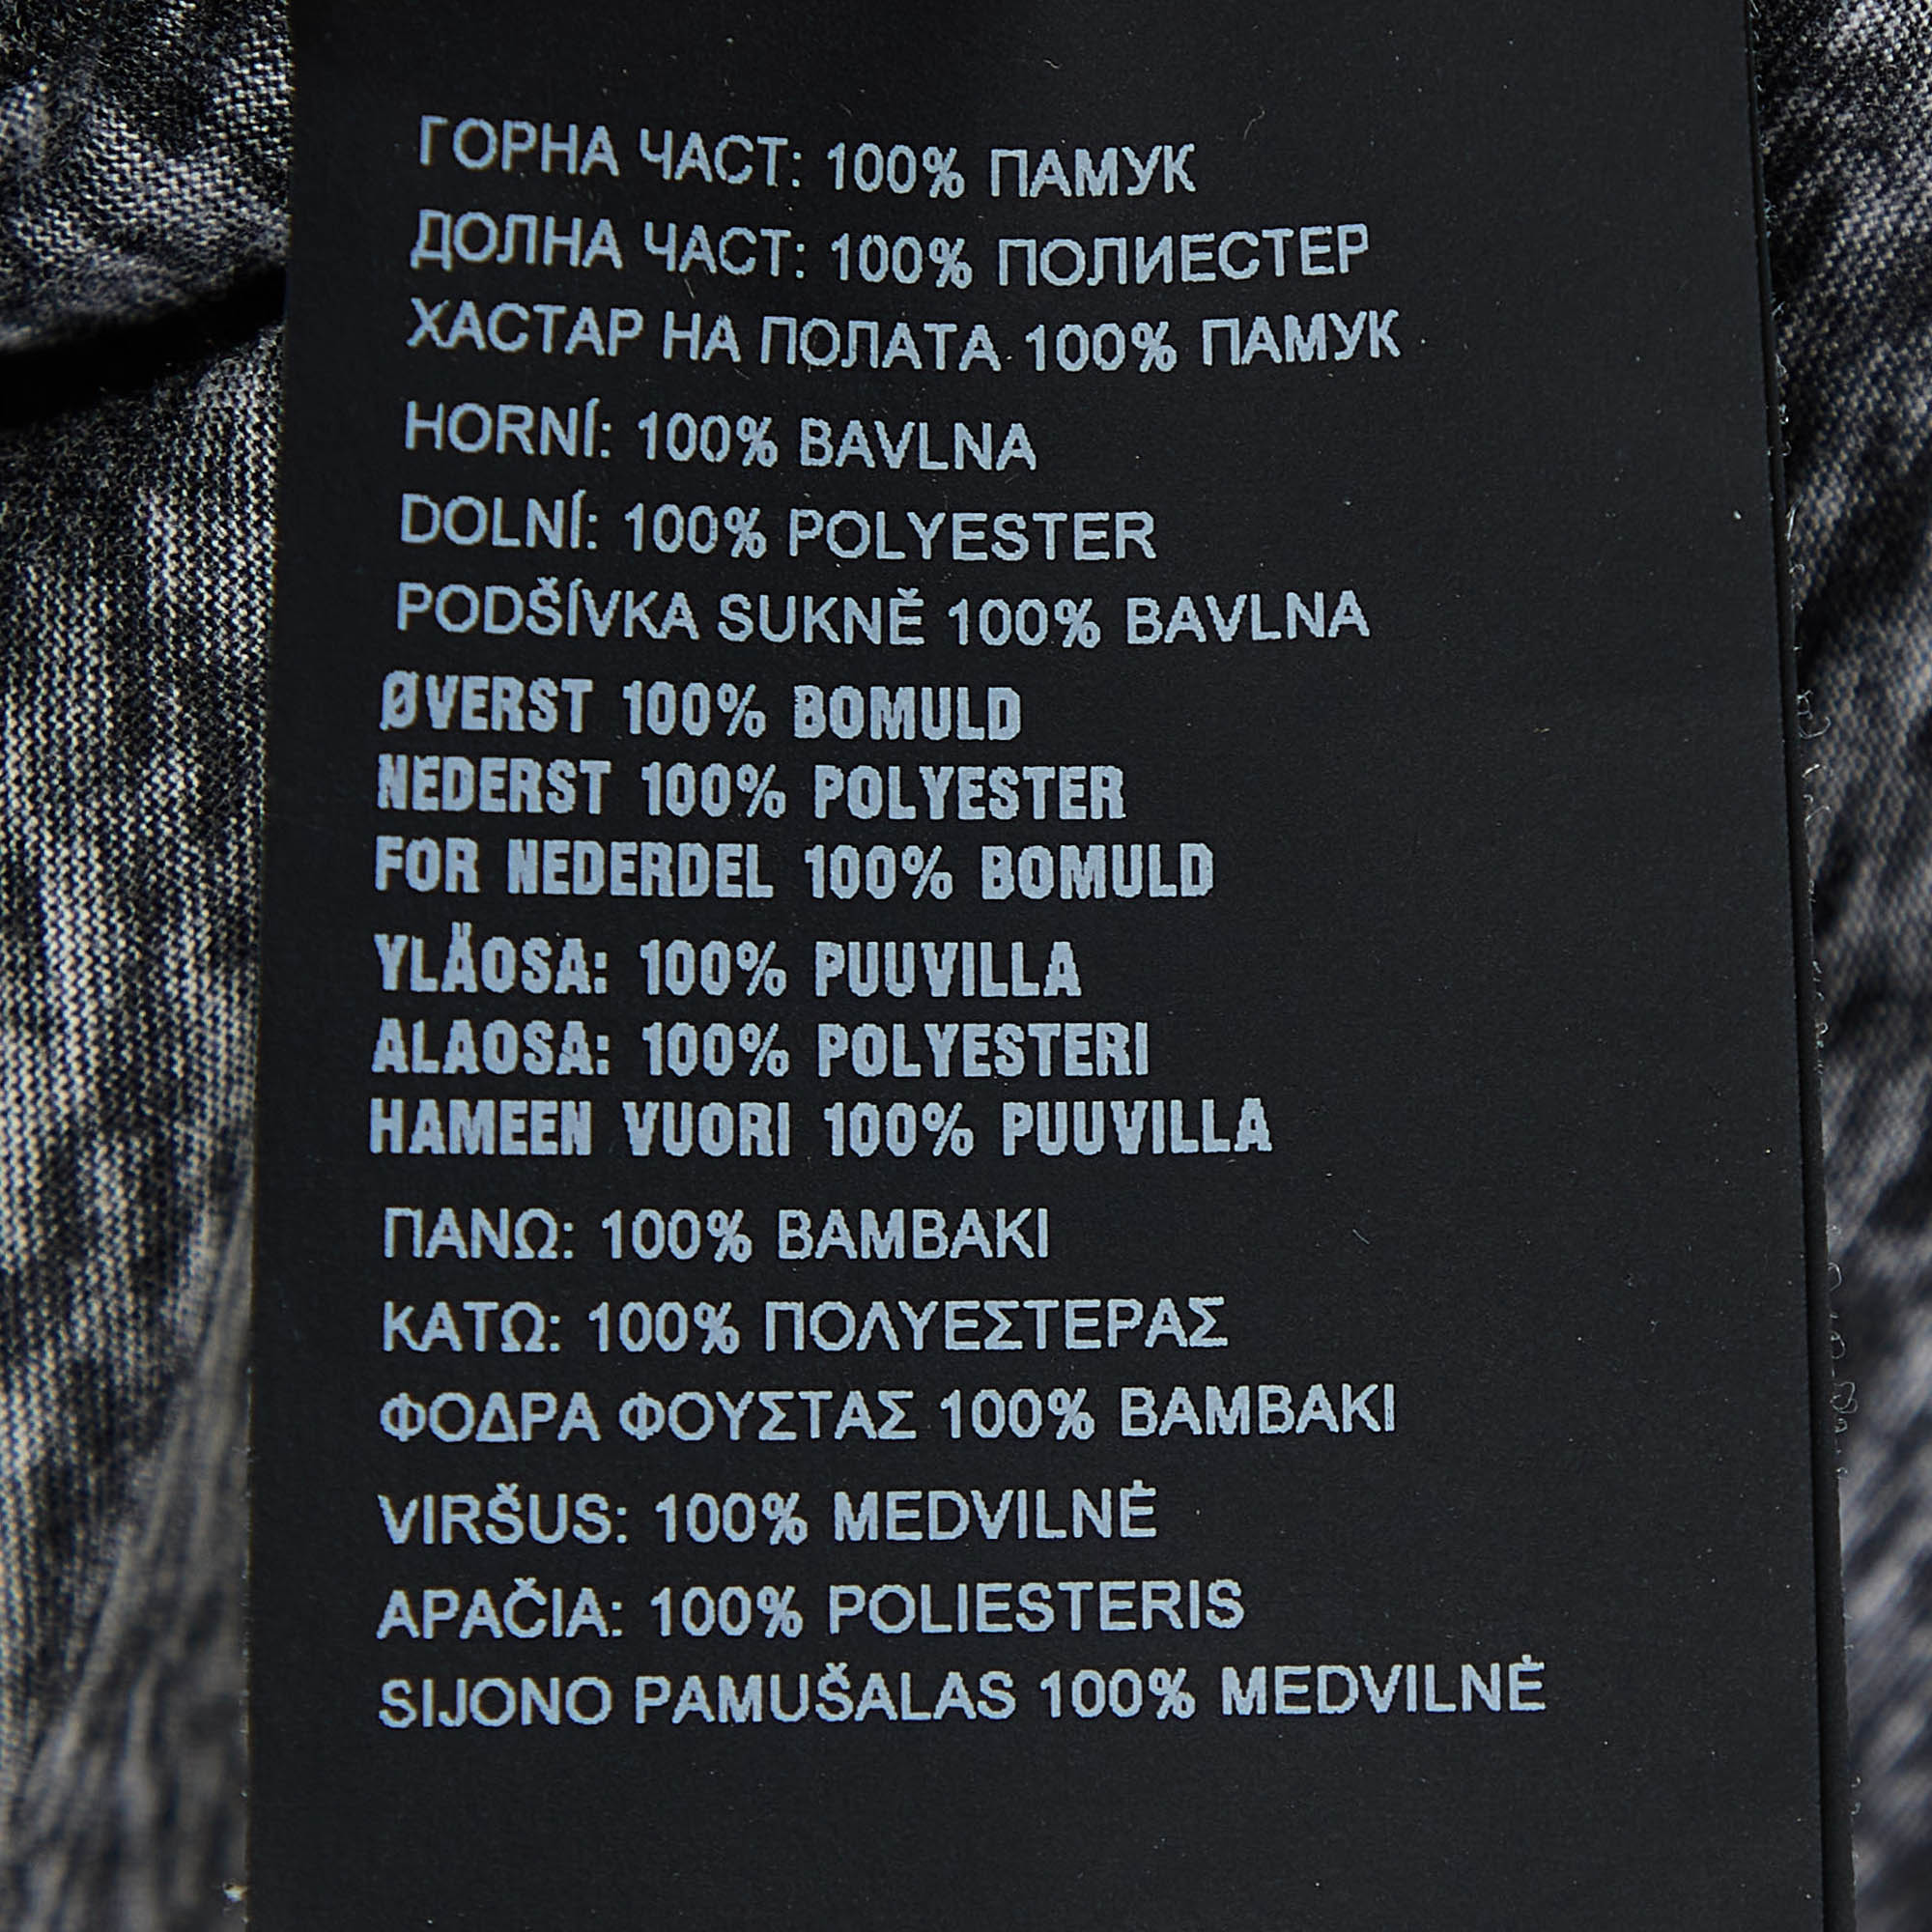 ГОРНА ЧАСТ: 100% ПАМУК
ДОЛНА ЧАСТ: 100% ПОЛИЕСТЕР
ХАСТАР НА ПОЛАТА 100% ПАМУК
HORNÍ: 100% BAVLNA
DOLNÍ: 100% POLYESTER
PODŠÍVKA SUKNĚ 100% BAVLNA
ØVERST 100% BOMULD
NEDERST 100% POLYESTER
FOR NEDERDEL 100% BOMULD
YLÄOSA: 100% PUUVILLA
ALAOSA: 100% POLYESTERI
HAMEEN VUORI 100% PUUVILLA
ΠΑΝΩ: 100% ΒΑΜΒΑΚΙ
ΚΑΤΩ: 100% ΠΟΛΥΕΣΤΕΡΑΣ
ΦΟΔΡΑ ΦΟΥΣΤΑΣ 100% ΒΑΜΒΑΚΙ
VIRŠUS: 100% MEDVILNĖ
APAČIA: 100% POLIESTERIS
SIJONO PAMUŠALAS 100% MEDVILNĖ